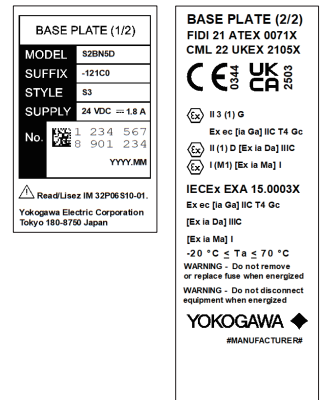 BASE PLATE (1/2)
MODEL S2BN5D
SUFFIX -121C0
STYLE S3
SUPPLY 24 VDC ⎓ 1.8 A
No. 1 234 567
8 901 234
YYYY.MM
Read/Lisez IM 32P06S10-01.
Yokogawa Electric Corporation
Tokyo 180-8750 Japan
BASE PLATE (2/2)
FIDI 21 ATEX 0071X
CML 22 UKEX 2105X
CE 0344 UK CA 2503
Ex II 3 (1) G
Ex ec [ia Ga] IIC T4 Gc
Ex II (1) D [Ex ia Da] IIIC
Ex I (M1) [Ex ia Ma] I
IECEx EXA 15.0003X
Ex ec [ia Ga] IIC T4 Gc
[Ex ia Da] IIIC
[Ex ia Ma] I
-20 °C ≤ Ta ≤ 70 °C
WARNING - Do not remove
or replace fuse when energized
WARNING - Do not disconnect
equipment when energized
YOKOGAWA
#MANUFACTURER#